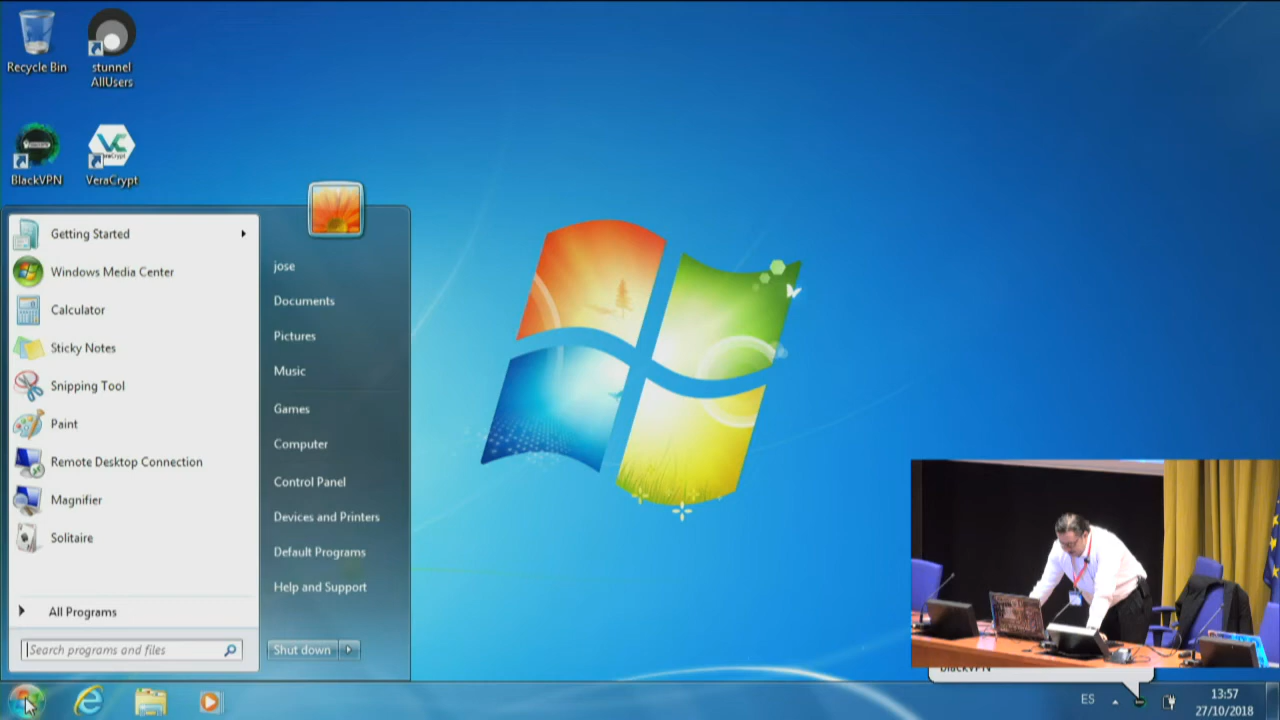 Recycle Bin
stunnel
AllUsers
BlackVPN
VeraCrypt
Getting Started
Windows Media Center
Calculator
Sticky Notes
Snipping Tool
Paint
Remote Desktop Connection
Magnifier
Solitaire
All Programs
Search programs and files
jose
Documents
Pictures
Music
Games
Computer
Control Panel
Devices and Printers
Default Programs
Help and Support
Shut down
BlackVPN
ES
13:57
27/10/2018